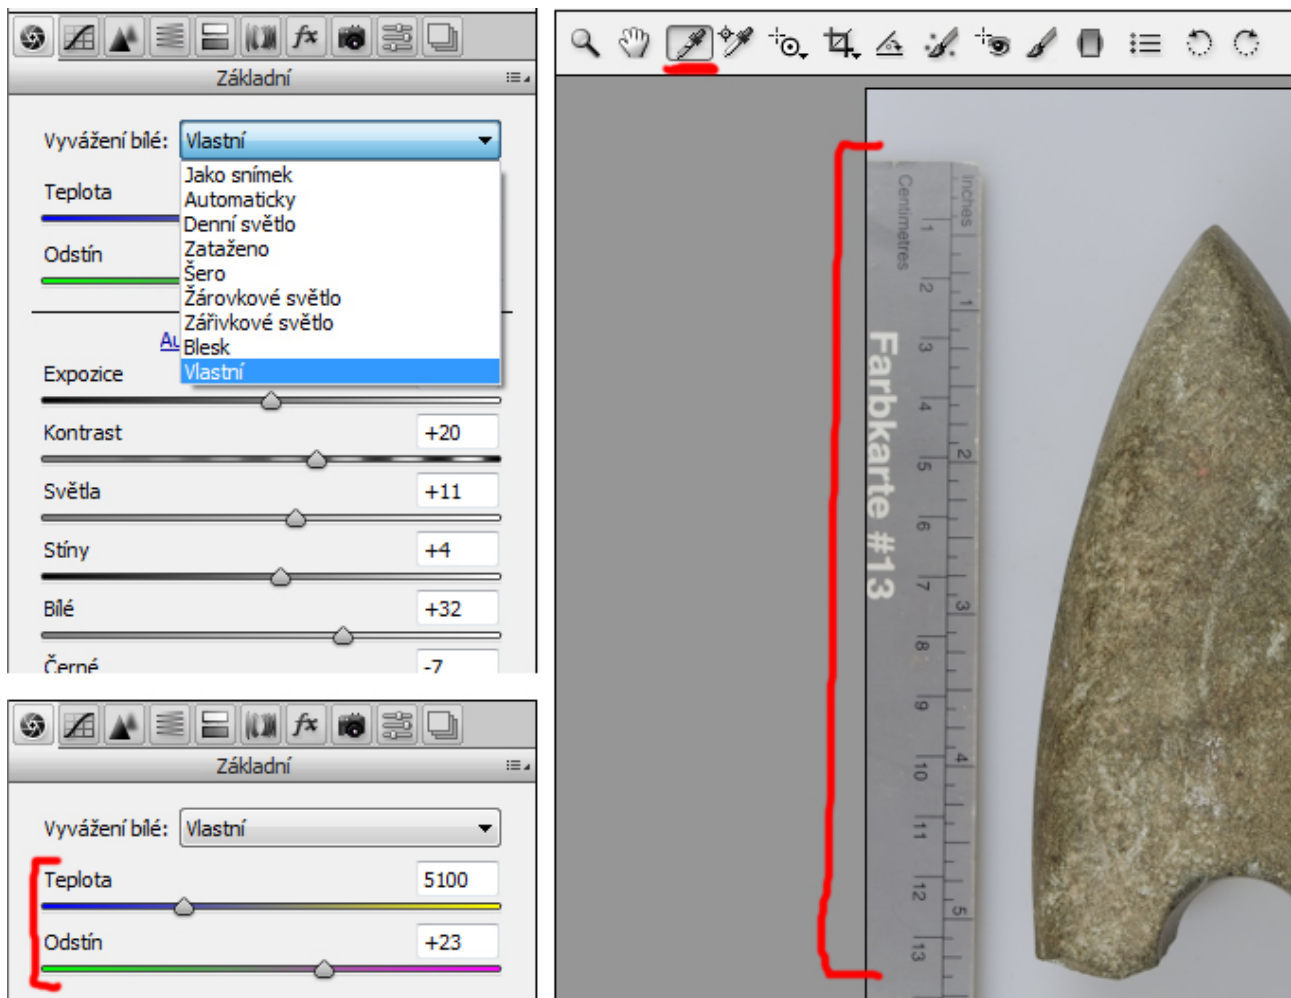 Základní
Vyvážení bílé: Vlastní
Jako snímek
Automaticky
Denní světlo
Zataženo
Šero
Žárovkové světlo
Zářivkové světlo
Blesk
Vlastní
Teplota
Odstín
Au
Expozice
Kontrast +20
Světla +11
Stíny +4
Bílé +32
Černé -7
Základní
Vyvážení bílé: Vlastní
Teplota 5100
Odstín +23
Inches
Centimetres
1
2
3
4
5
6
7
8
9
10
11
12
13
1
2
3
4
5
Farbkarte #13